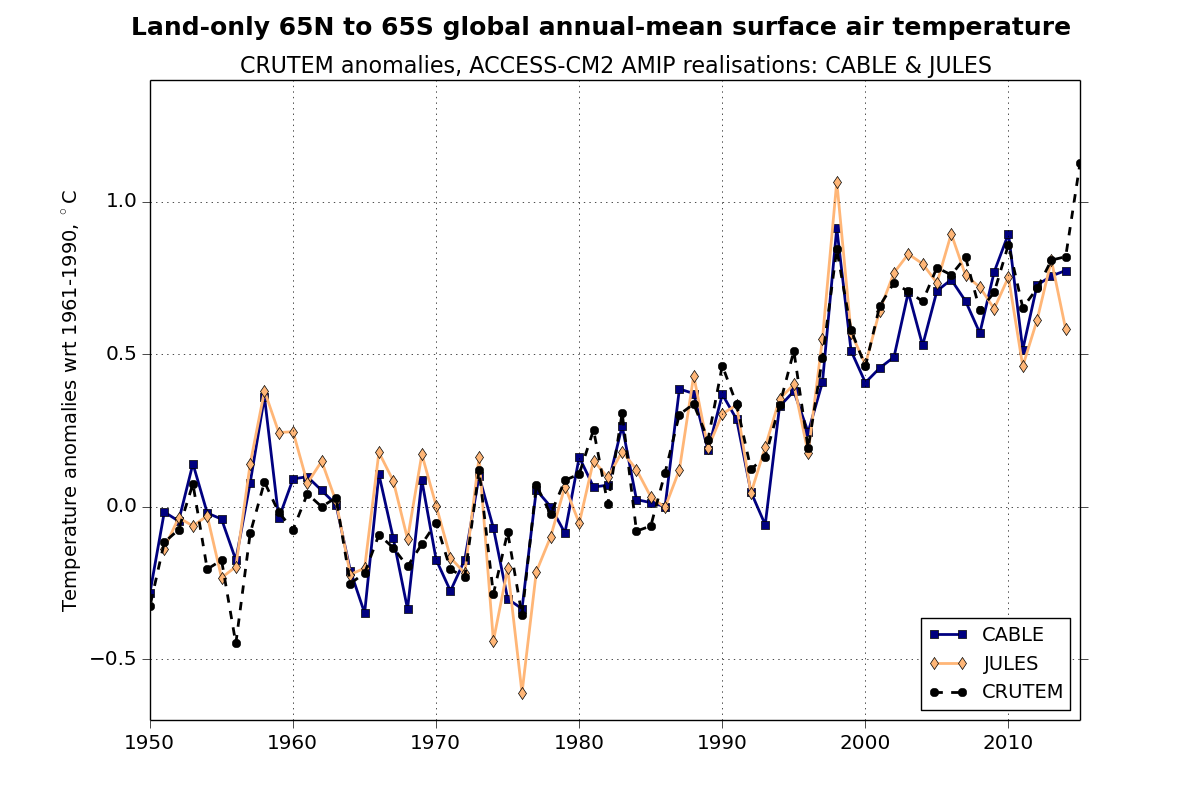 Land-only 65N to 65S global annual-mean surface air temperature
CRUTEM anomalies, ACCESS-CM2 AMIP realisations: CABLE & JULES
Temperature anomalies wrt 1961-1990, °C
1.0
0.5
0.0
−0.5
CABLE
JULES
CRUTEM
1950 1960 1970 1980 1990 2000 2010